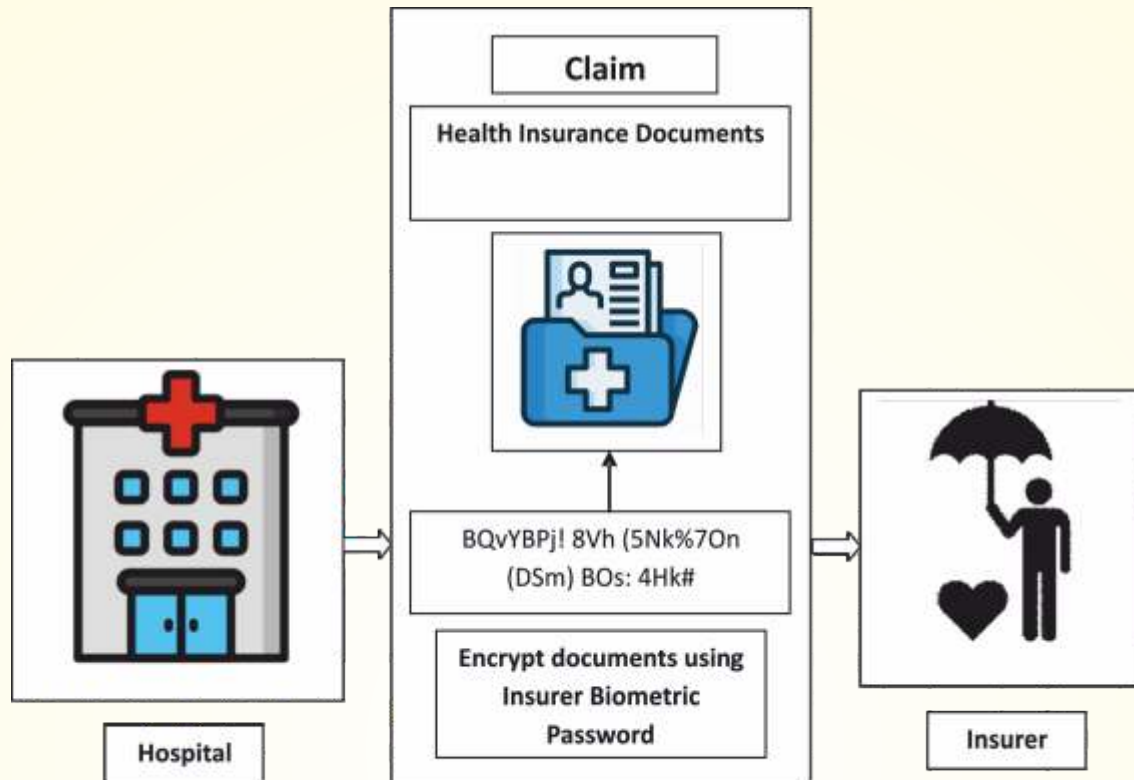 Claim
Health Insurance Documents
BQvYBPj! 8Vh (5Nk%7On
(DSm) BOs: 4Hk#
Encrypt documents using
Insurer Biometric
Password
Hospital
Insurer